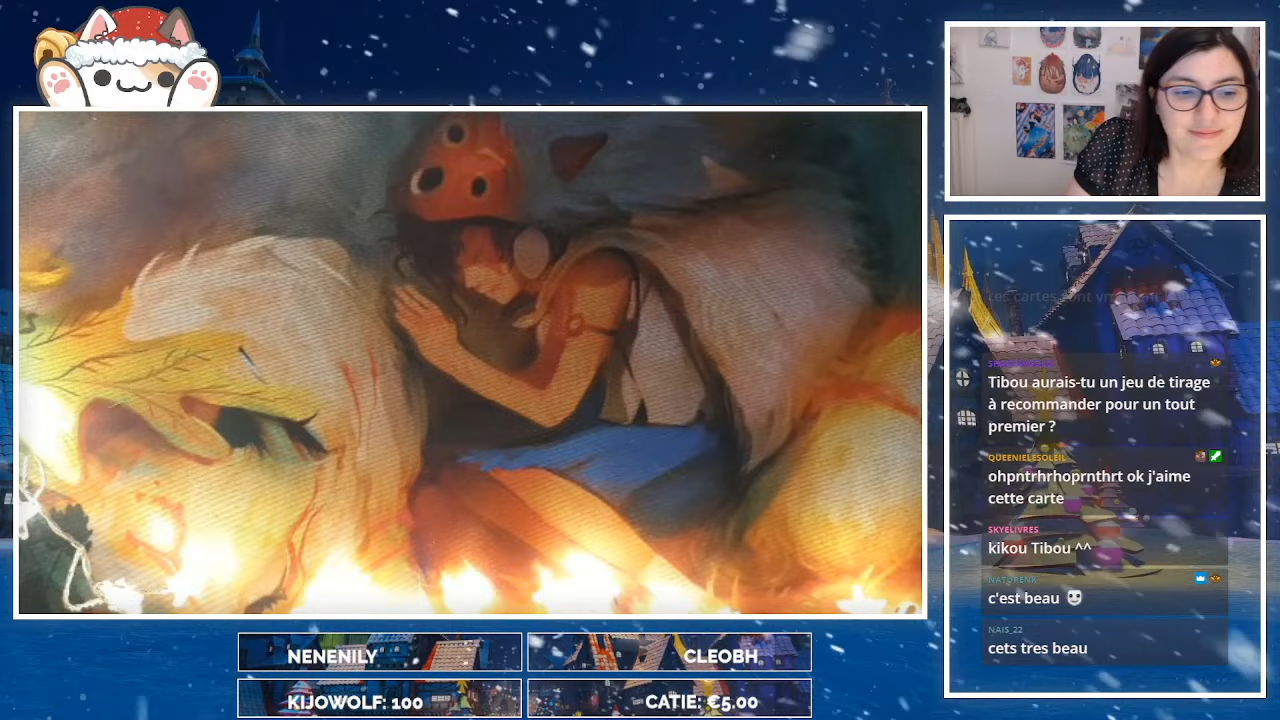 Tibou aurais-tu un jeu de tirage
à recommander pour un tout
premier ?
QUEENIELESOLEIL
ohpntrhrhoprnthrt ok j'aime
cette carte
SKYELIVRES
kikou Tibou ^^
NATURENK
c'est beau
NAIS_22
cets tres beau
NENENILY
CLEOBH
KIJOWOLF: 100
CATIE: €5.00